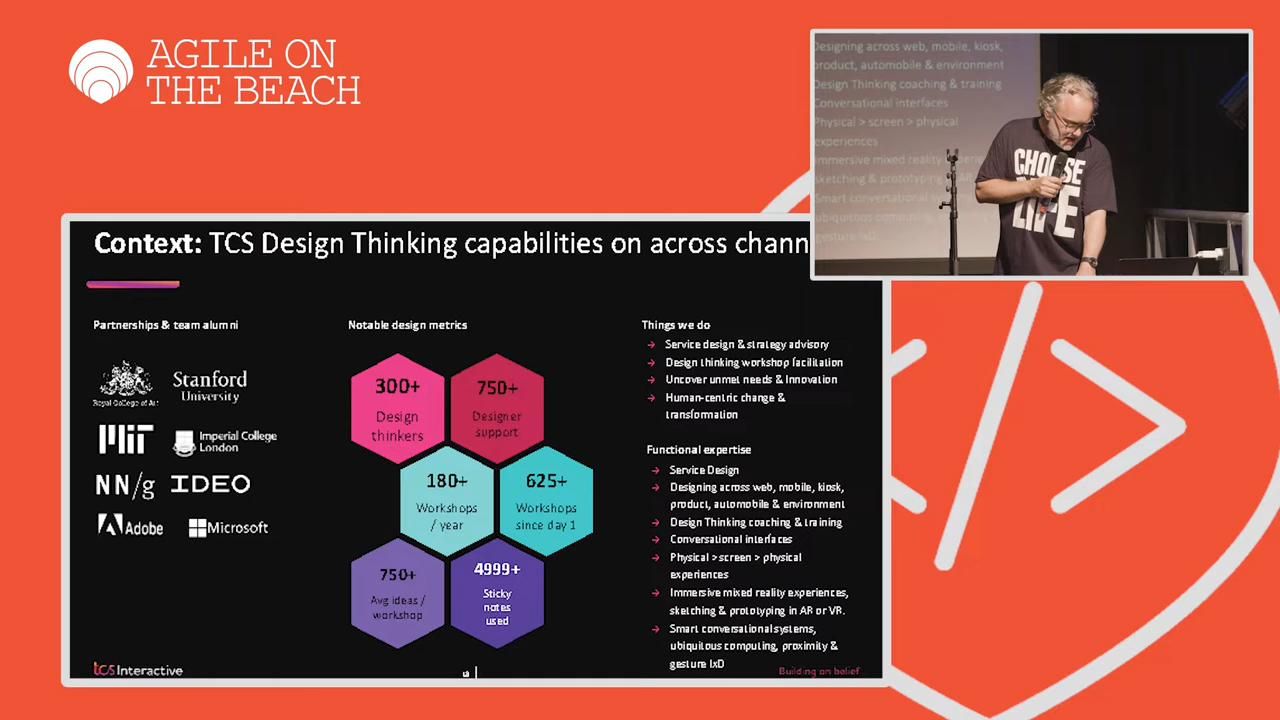 AGILE ON
THE BEACH
Designing across web, mobile, kiosk,
product, automobile & environment
Design Thinking coaching & training
Conversational interfaces
Physical > screen > physical
experiences
Immersive mixed reality
sketching & prototyping
Smart conversational
ubiquitous computing,
gesture IxD
CHOOSE
LIFE
Context: TCS Design Thinking capabilities on across chann
Partnerships & team alumni
Royal College of Art
Stanford
University
MIT
Imperial College
London
NN/g IDEO
Adobe Microsoft
Notable design metrics
300+
Design
thinkers
750+
Designer
support
180+
Workshops
/ year
625+
Workshops
since day 1
750+
Avg ideas /
workshop
4999+
Sticky
notes
used
Things we do
→ Service design & strategy advisory
→ Design thinking workshop facilitation
→ Uncover unmet needs & Innovation
→ Human-centric change &
transformation
Functional expertise
→ Service Design
→ Designing across web, mobile, kiosk,
product, automobile & environment
→ Design Thinking coaching & training
→ Conversational interfaces
→ Physical > screen > physical
experiences
→ Immersive mixed reality experiences,
sketching & prototyping in AR or VR.
→ Smart conversational systems,
ubiquitous computing, proximity &
gesture IxD
tcs Interactive
Building on belief